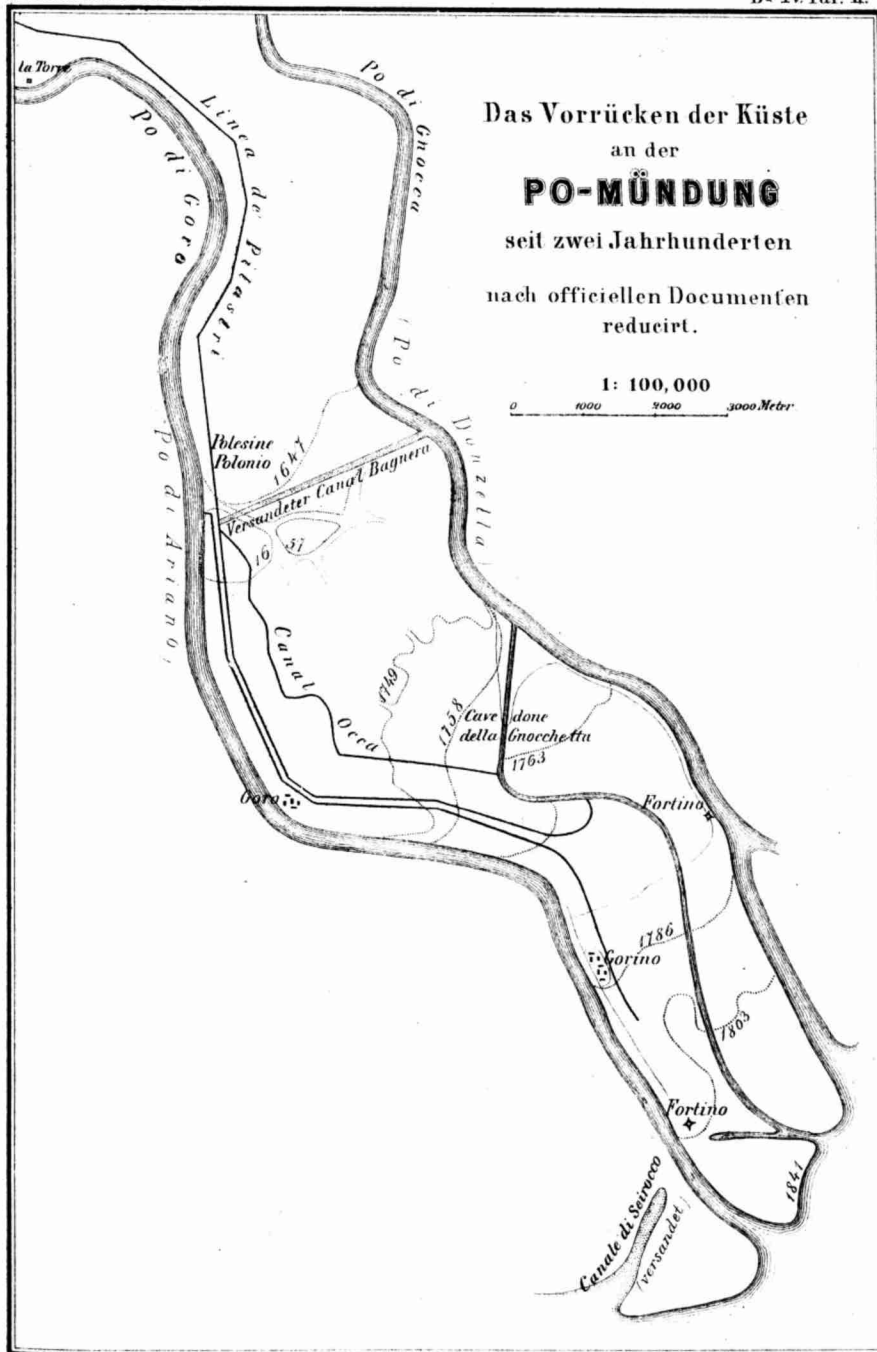 la Torre
Linea de Pilastri
Po di Goro
Po di Gnocca
Das Vorrücken der Küste
an der
PO-MÜNDUNG
seit zwei Jahrhunderten
nach officiellen Documenten
reducirt.
1: 100,000
0 1000 2000 3000 Meter
(Po di Donzella)
(Po di Ariano)
Polesine
Polonio
1647
Versandeter Canal Bagnera
16 57
Canal Occa
1749
1758
Cavedone
della Gnocchetta
1763
Goro
Fortino
1786
Gorino
1803
Fortino
1841
Canale di Scirocco
(versandet)